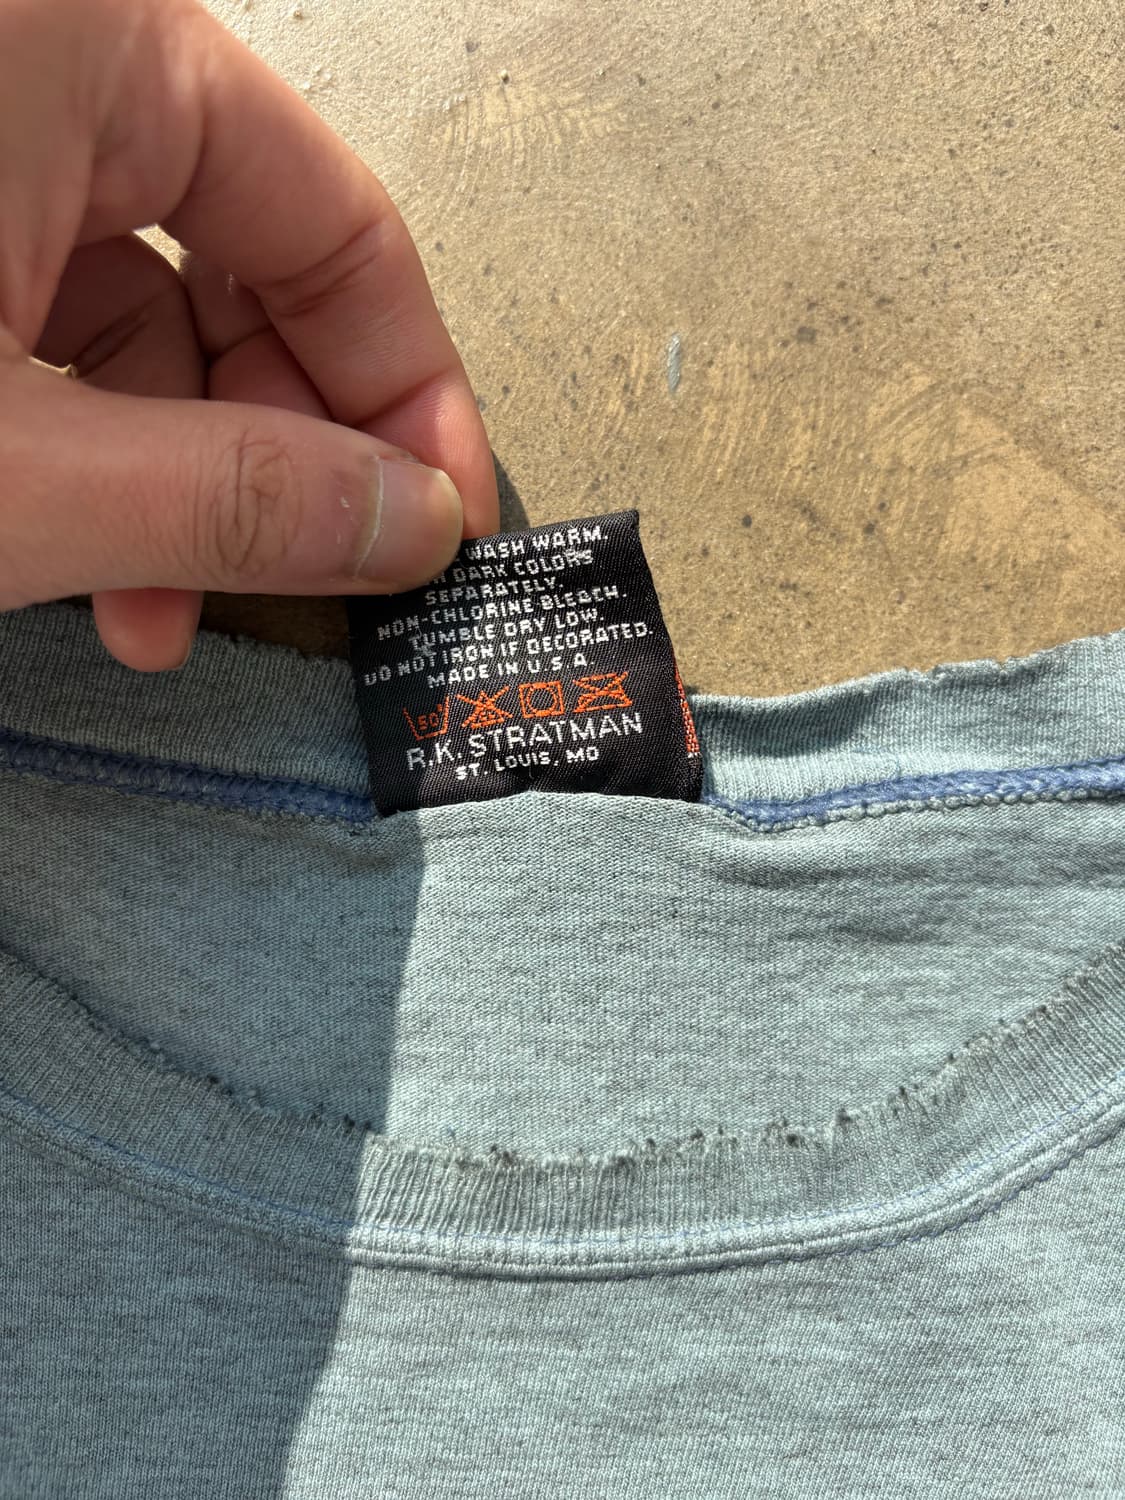 WASH WARM.
DARK COLORS
SEPARATELY.
NON-CHLORINE BLEACH.
TUMBLE DRY LOW.
DO NOT IRON IF DECORATED.
MADE IN U.S.A.
50
R.K. STRATMAN
ST. LOUIS, MO